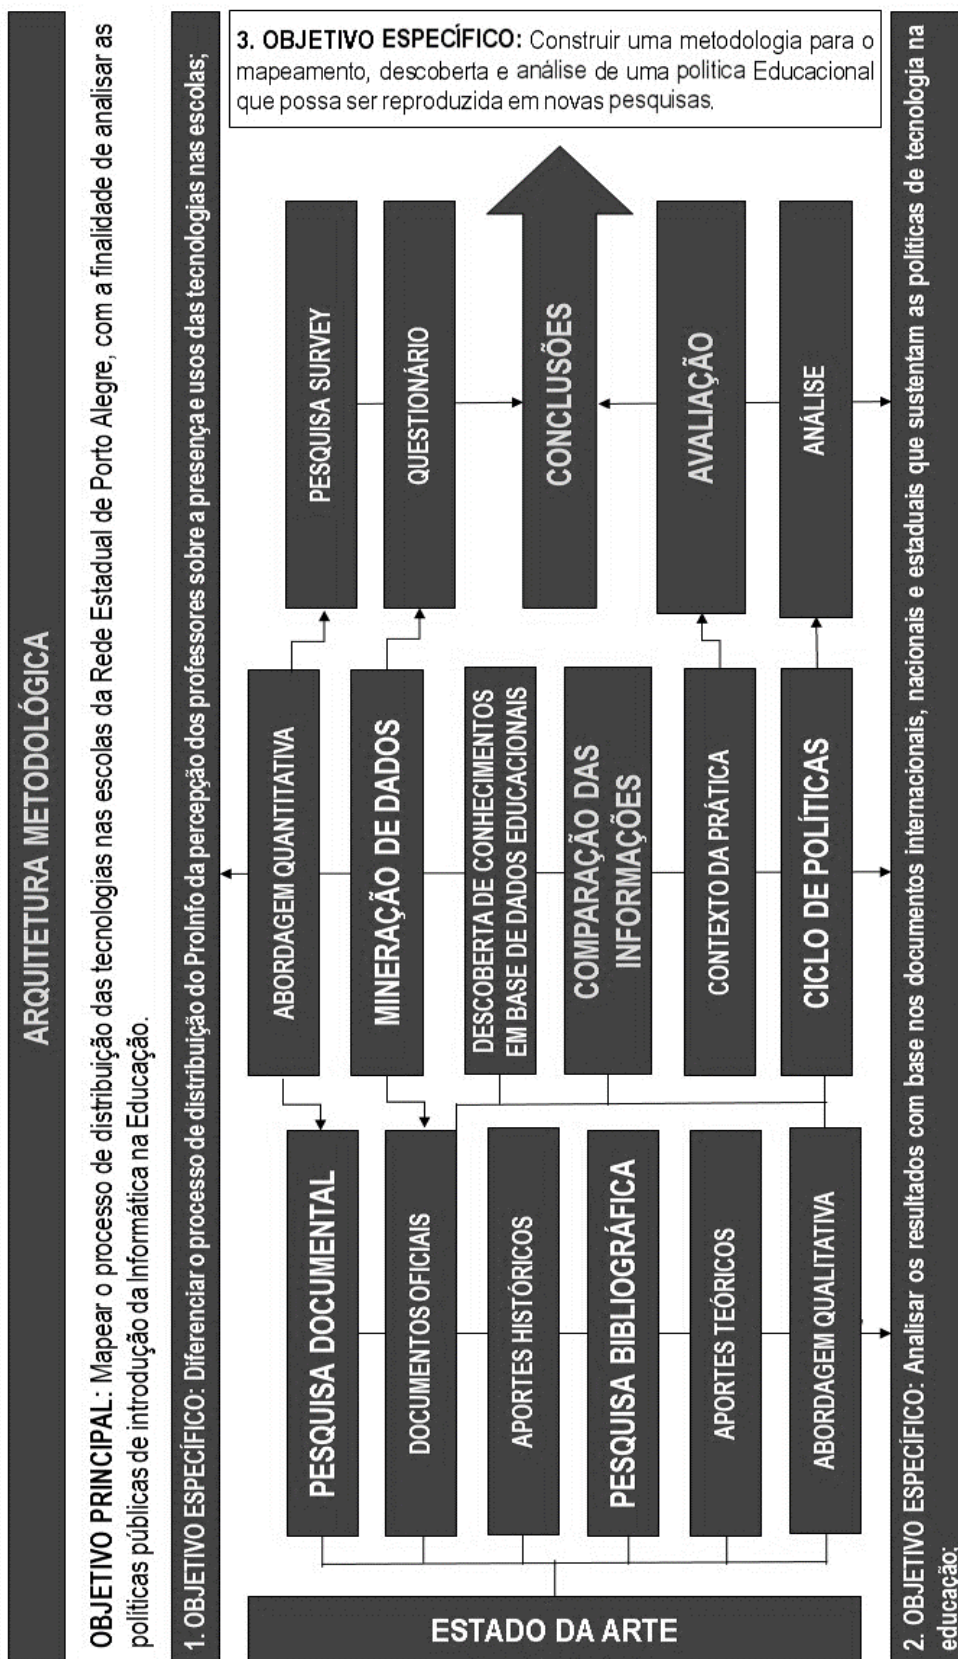 ARQUITETURA METODOLÓGICA
OBJETIVO PRINCIPAL: Mapear o processo de distribuição das tecnologias nas escolas da Rede Estadual de Porto Alegre, com a finalidade de analisar as
políticas públicas de introdução da Informática na Educação.
1. OBJETIVO ESPECÍFICO: Diferenciar o processo de distribuição do ProInfo da percepção dos professores sobre a presença e usos das tecnologias nas escolas;
3. OBJETIVO ESPECÍFICO: Construir uma metodologia para o
mapeamento, descoberta e análise de uma politica Educacional
que possa ser reproduzida em novas pesquisas.
ESTADO DA ARTE
PESQUISA DOCUMENTAL
DOCUMENTOS OFICIAIS
APORTES HISTÓRICOS
PESQUISA BIBLIOGRÁFICA
APORTES TEÓRICOS
ABORDAGEM QUALITATIVA
ABORDAGEM QUANTITATIVA
MINERAÇÃO DE DADOS
DESCOBERTA DE CONHECIMENTOS
EM BASE DE DADOS EDUCACIONAIS
COMPARAÇÃO DAS
INFORMAÇÕES
CONTEXTO DA PRÁTICA
CICLO DE POLÍTICAS
PESQUISA SURVEY
QUESTIONÁRIO
CONCLUSÕES
AVALIAÇÃO
ANÁLISE
2. OBJETIVO ESPECÍFICO: Analisar os resultados com base nos documentos internacionais, nacionais e estaduais que sustentam as políticas de tecnologia na
educação;